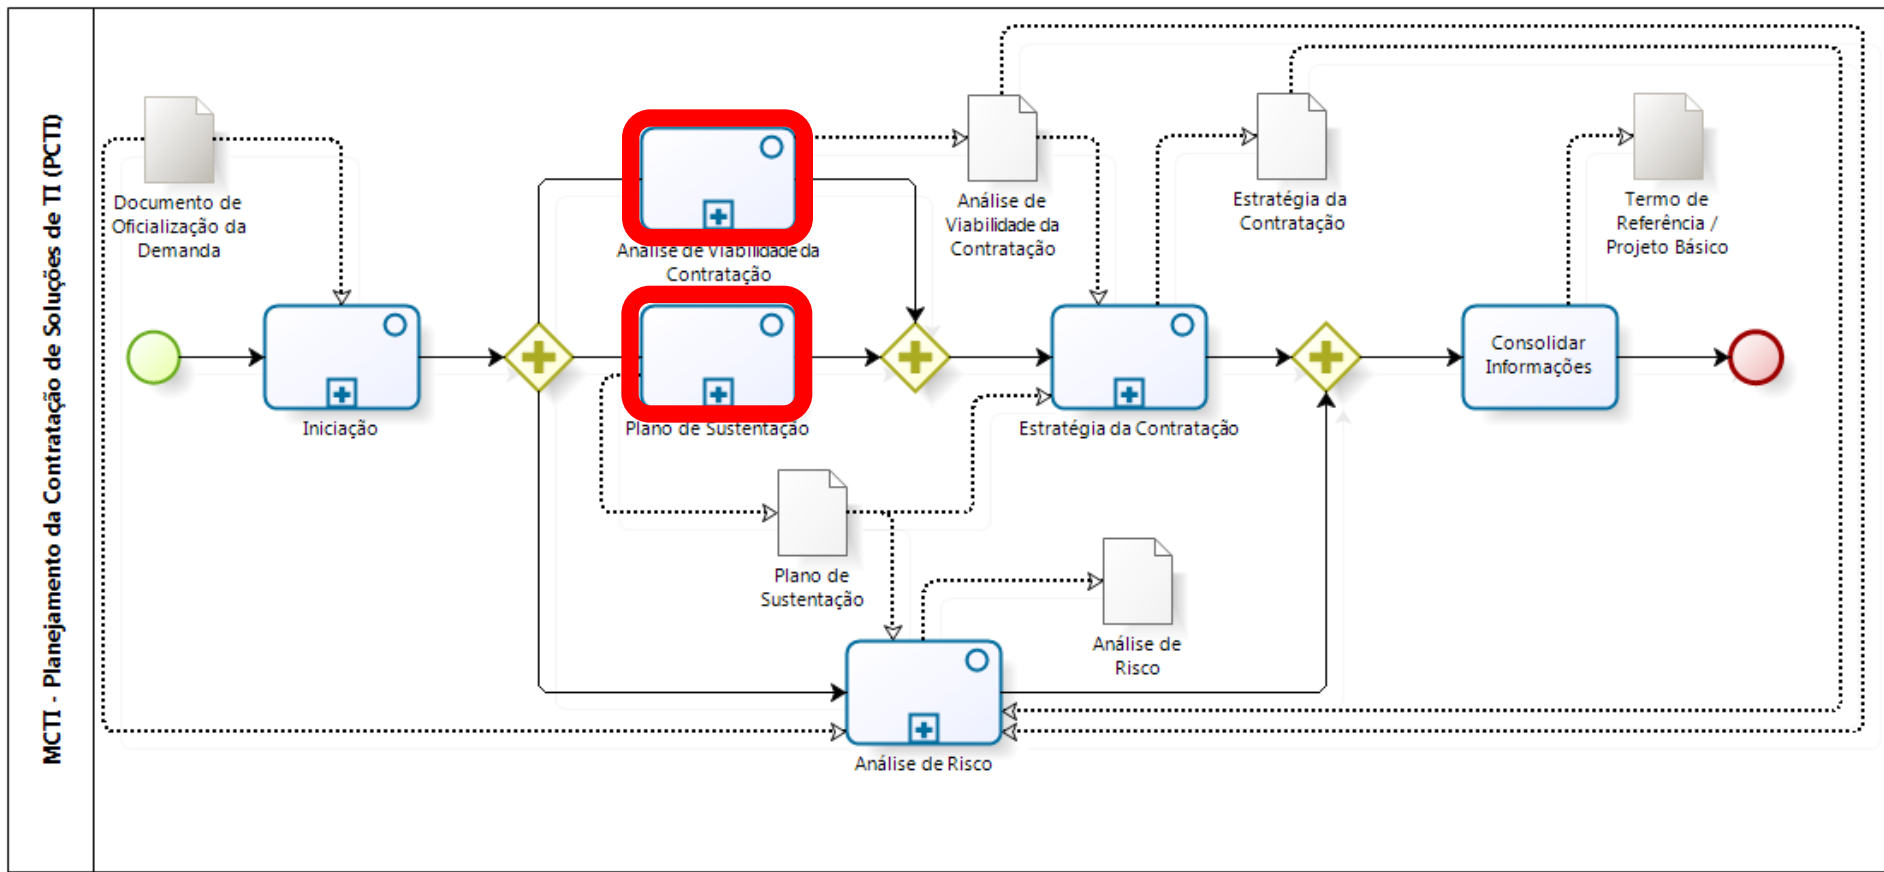 MCTI - Planejamento da Contratação de Soluções de TI (PCTI)
Documento de
Oficialização da
Demanda
Iniciação
Análise de Viabilidade da
Contratação
Plano de Sustentação
Análise de
Viabilidade da
Contratação
Estratégia da
Contratação
Termo de
Referência /
Projeto Básico
Estratégia da Contratação
Consolidar
Informações
Plano de
Sustentação
Análise de
Risco
Análise de Risco